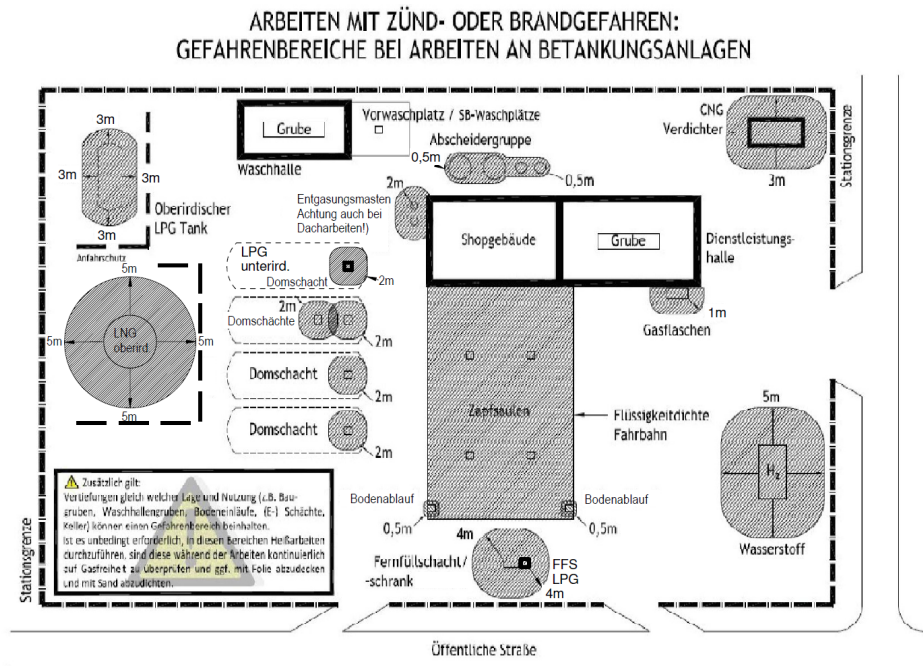 ARBEITEN MIT ZÜND- ODER BRANDGEFAHREN:
GEFAHRENBEREICHE BEI ARBEITEN AN BETANKUNGSANLAGEN
3m
3m
3m
3m
Oberirdischer
LPG Tank
Anfahrschutz
Grube
Waschhalle
Vorwaschplatz / SB-Waschplätze
Abscheidergruppe
0,5m
0,5m
CNG
Verdichter
3m
Stationsgrenze
2m
Entgasungsmasten
Achtung auch bei
Dacharbeiten!)
Shopgebäude
Grube
Dienstleistungs-
halle
LPG
unterird.
Domschacht
2m
5m
5m
LNG
oberird.
5m
5m
2m
Domschächte
2m
Domschacht
2m
Domschacht
2m
1m
Gasflaschen
Zapfsäulen
Flüssigkeitdichte
Fahrbahn
5m
H2
Wasserstoff
Bodenablauf
0,5m
Bodenablauf
0,5m
4m
Fernfüllschacht/
-schrank
FFS
LPG
4m
Zusätzlich gilt:
Vertiefungen gleich welcher Lage und Nutzung (z.B. Bau-
gruben, Waschhallengruben, Bodeneinläufe, (E-) Schächte,
Keller) können einen Gefahrenbereich beinhalten.
Ist es unbedingt erforderlich, in diesen Bereichen Heißarbeiten
durchzuführen, sind diese während der Arbeiten kontinuierlich
auf Gasfreiheit zu überprüfen und ggf. mit Folie abzudecken
und mit Sand abzudichten.
Stationsgrenze
Öffentliche Straße